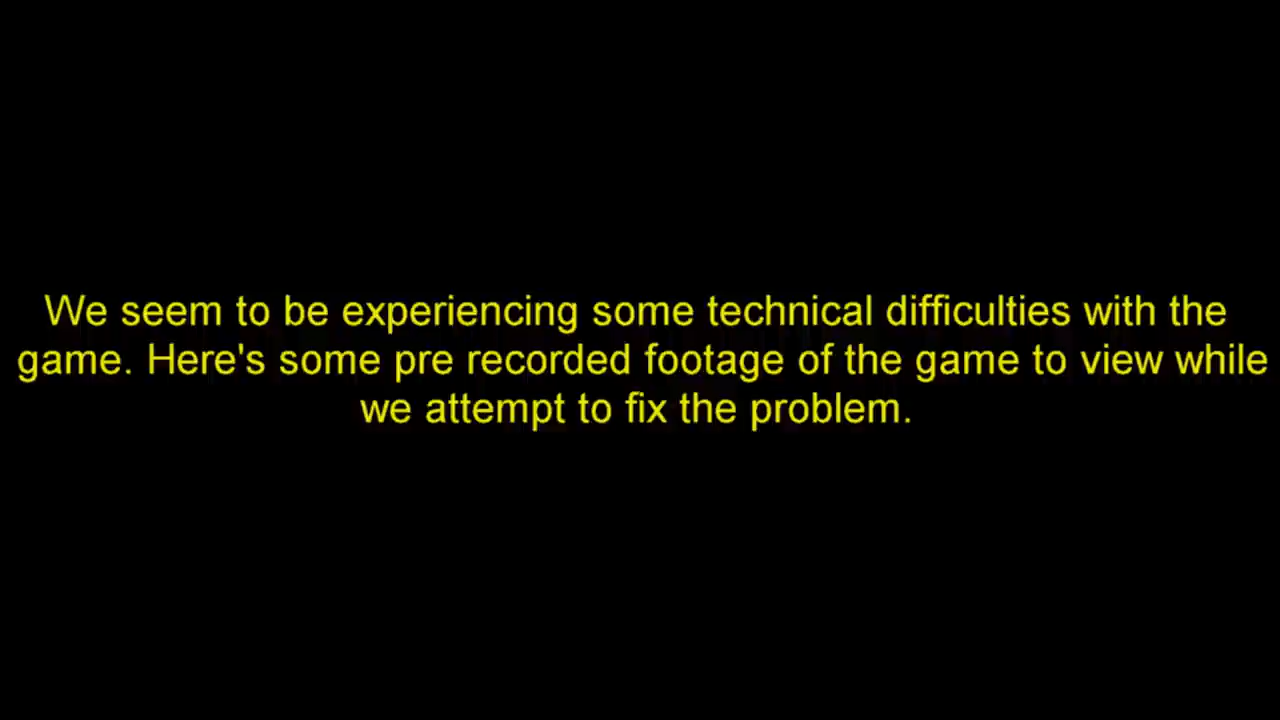 We seem to be experiencing some technical difficulties with the
game. Here's some pre recorded footage of the game to view while
we attempt to fix the problem.